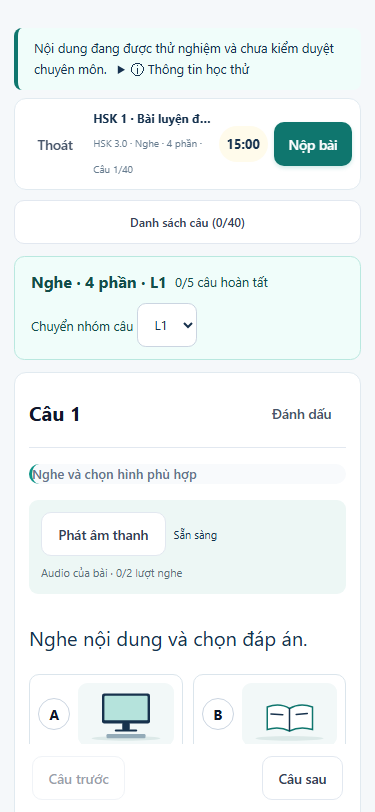 Nội dung đang được thử nghiệm và chưa kiểm duyệt
chuyên môn. ▶ ⓘ Thông tin học thử
Thoát
HSK 1 · Bài luyện đ...
HSK 3.0 · Nghe · 4 phần ·
Câu 1/40
15:00
Nộp bài
Danh sách câu (0/40)
Nghe · 4 phần · L1 0/5 câu hoàn tất
Chuyển nhóm câu L1
Câu 1
Đánh dấu
Nghe và chọn hình phù hợp
Phát âm thanh
Sẵn sàng
Audio của bài · 0/2 lượt nghe
Nghe nội dung và chọn đáp án.
A
B
Câu trước
Câu sau